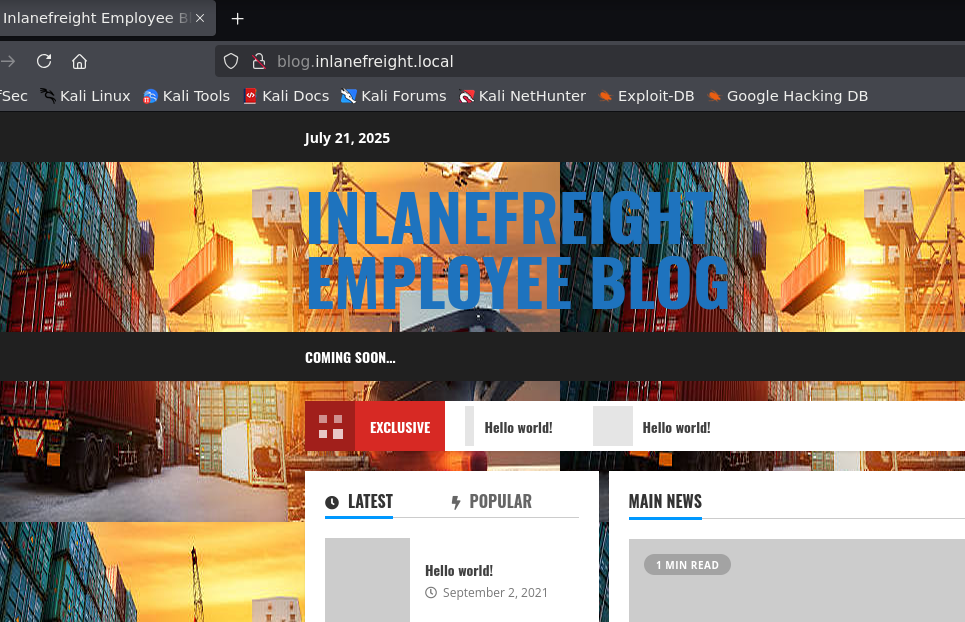 Inlanefreight Employee Bl
blog.inlanefreight.local
fSec Kali Linux Kali Tools Kali Docs Kali Forums Kali NetHunter Exploit-DB Google Hacking DB
July 21, 2025
INLANEFREIGHT
EMPLOYEE BLOG
COMING SOON...
EXCLUSIVE Hello world! Hello world!
LATEST POPULAR MAIN NEWS
1 MIN READ
Hello world!
September 2, 2021